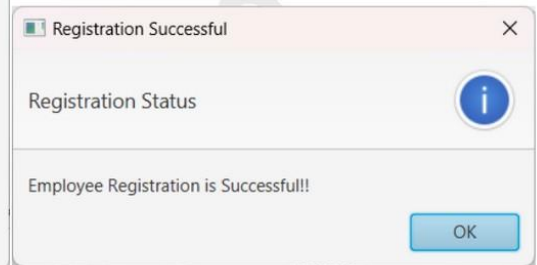 Registration Successful
Registration Status
Employee Registration is Successful!!
OK